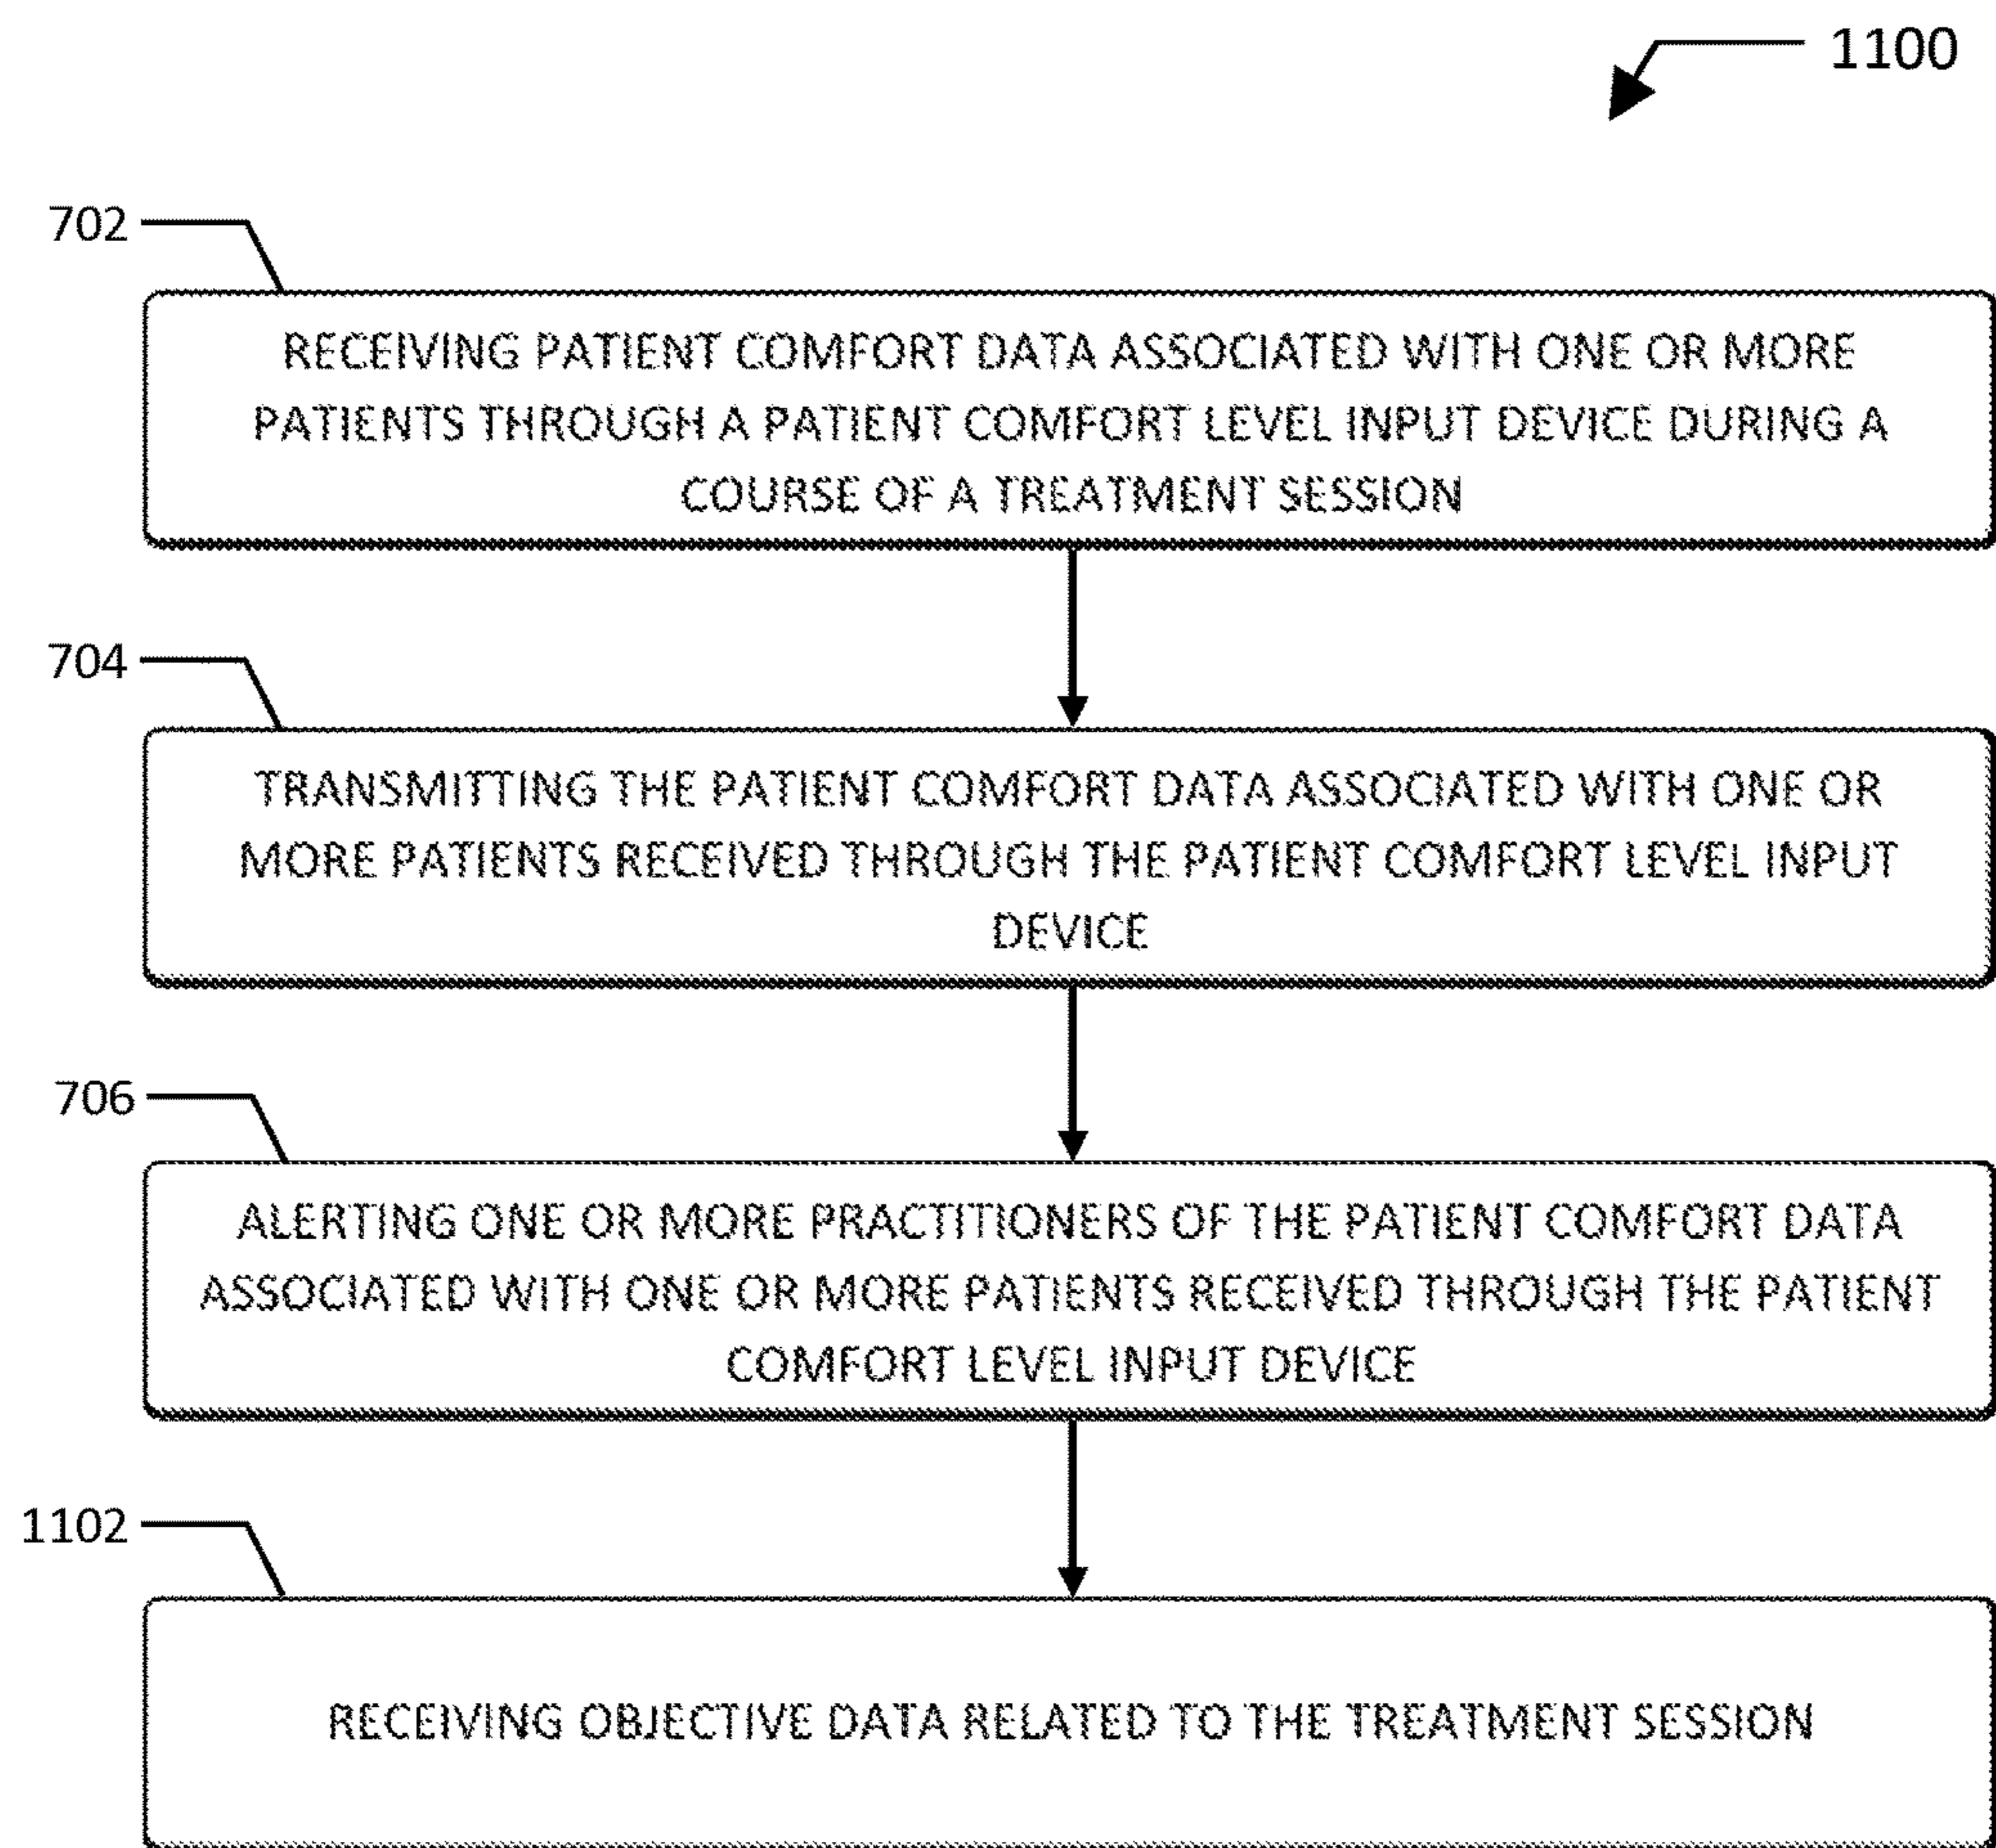 1100
702
RECEIVING PATIENT COMFORT DATA ASSOCIATED WITH ONE OR MORE
PATIENTS THROUGH A PATIENT COMFORT LEVEL INPUT DEVICE DURING A
COURSE OF A TREATMENT SESSION
704
TRANSMITTING THE PATIENT COMFORT DATA ASSOCIATED WITH ONE OR
MORE PATIENTS RECEIVED THROUGH THE PATIENT COMFORT LEVEL INPUT
DEVICE
706
ALERTING ONE OR MORE PRACTITIONERS OF THE PATIENT COMFORT DATA
ASSOCIATED WITH ONE OR MORE PATIENTS RECEIVED THROUGH THE PATIENT
COMFORT LEVEL INPUT DEVICE
1102
RECEIVING OBJECTIVE DATA RELATED TO THE TREATMENT SESSION